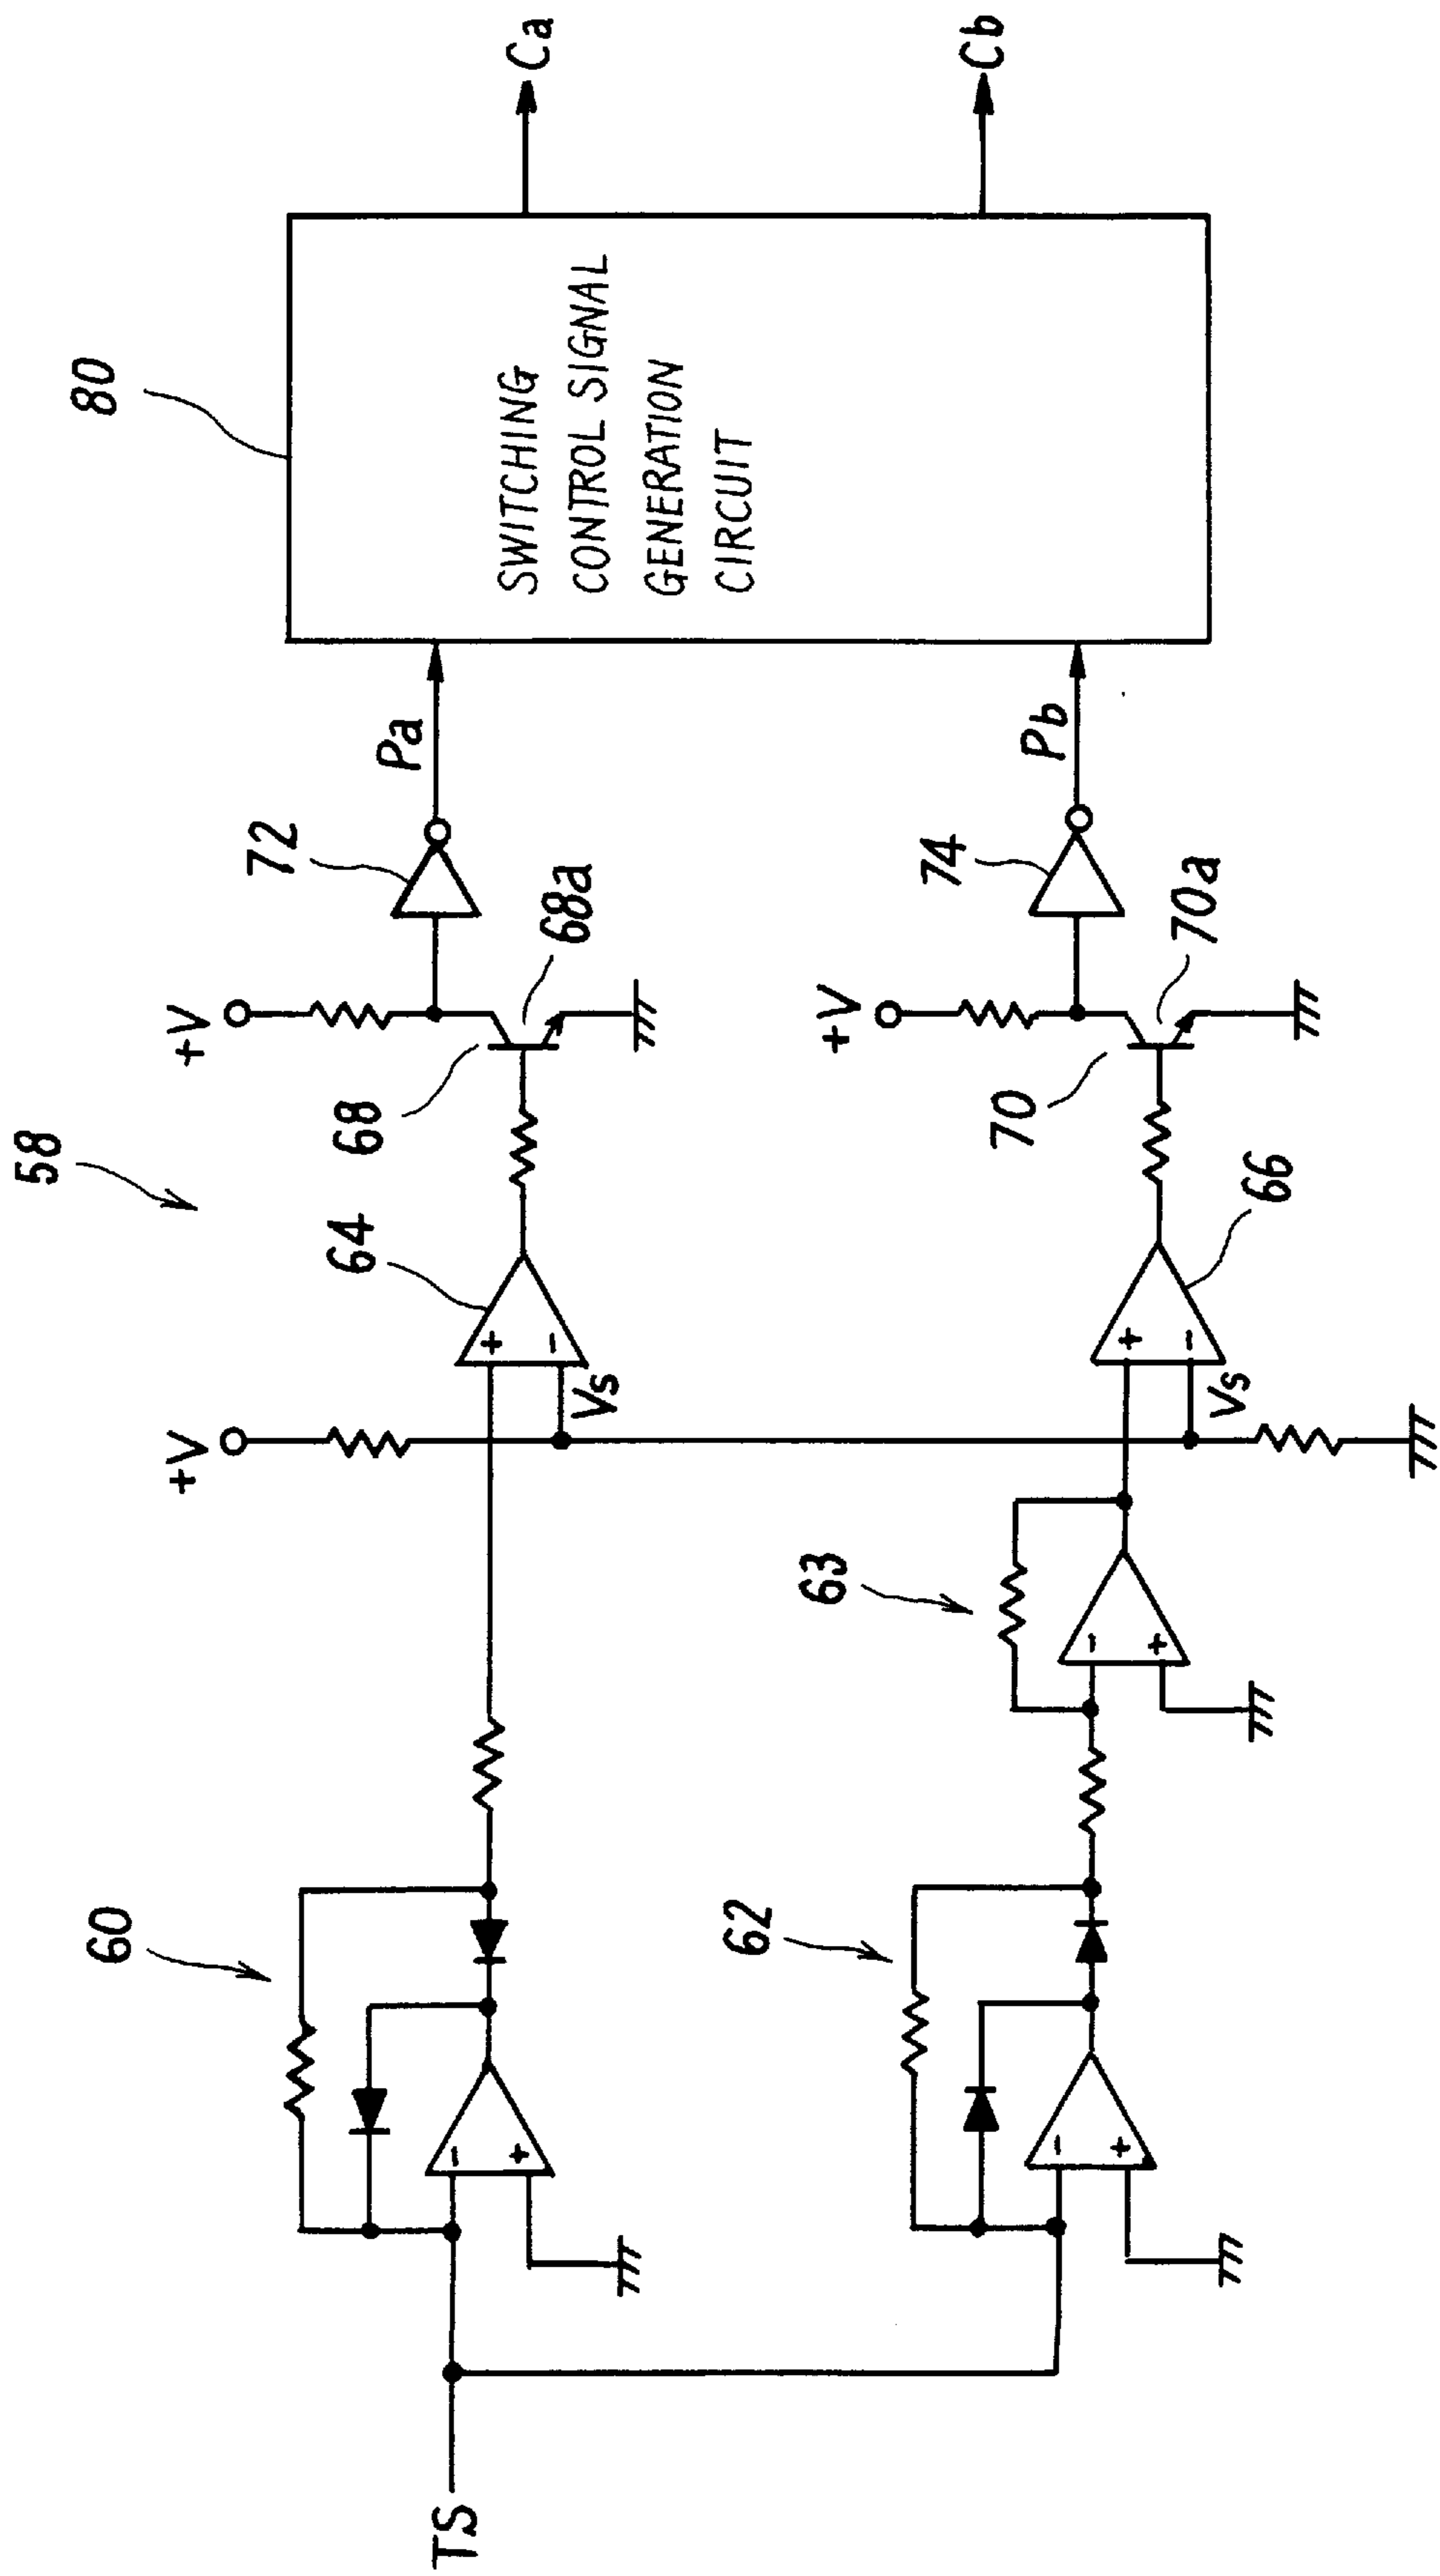 58
60
TS
+
-
+V
64
+
-
Vs
68
+V
68a
72
Pa
80
SWITCHING
CONTROL SIGNAL
GENERATION
CIRCUIT
Ca
62
-
+
63
-
+
66
+
-
Vs
70
+V
70a
74
Pb
Cb
-